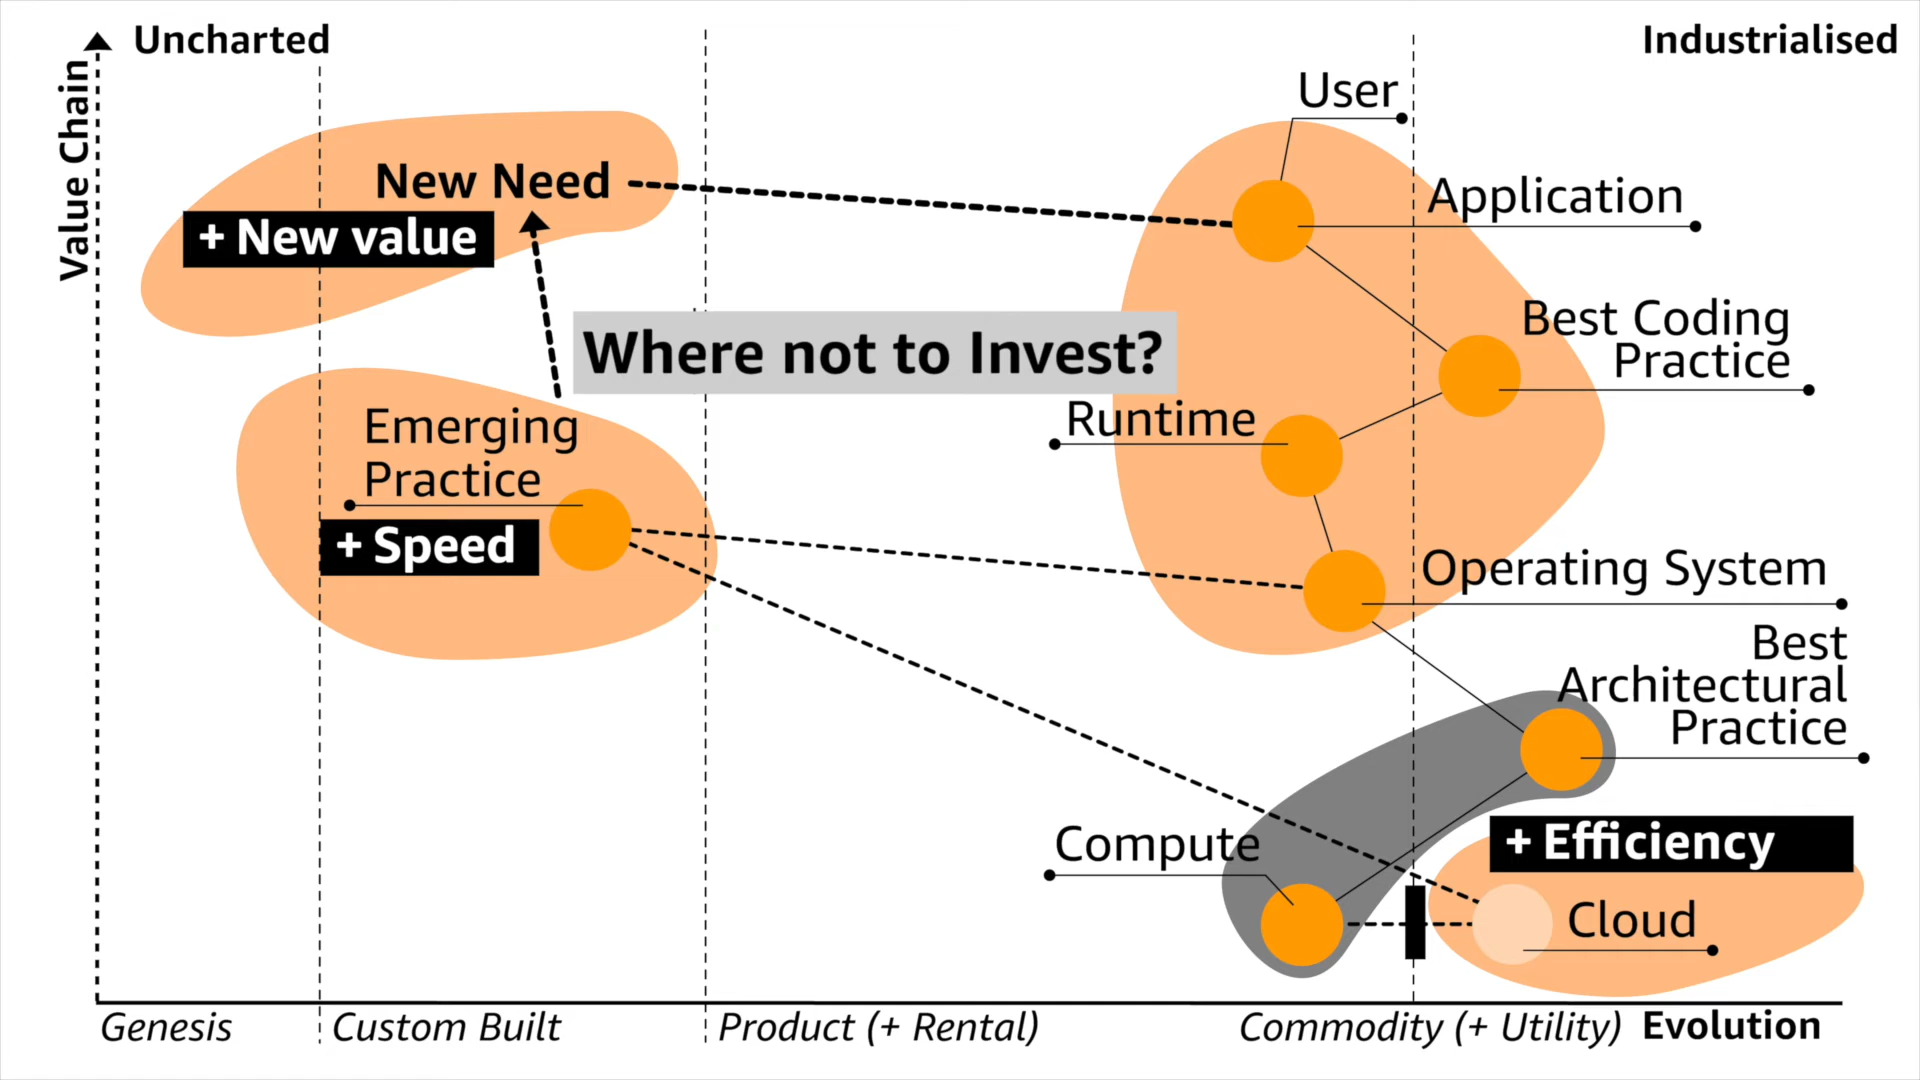 Uncharted
Industrialised
Value Chain
User
New Need
Application
+ New value
Best Coding
Practice
Where not to Invest?
Runtime
Emerging
Practice
+ Speed
Operating System
Best
Architectural
Practice
Compute
+ Efficiency
Cloud
Genesis
Custom Built
Product (+ Rental)
Commodity (+ Utility)
Evolution